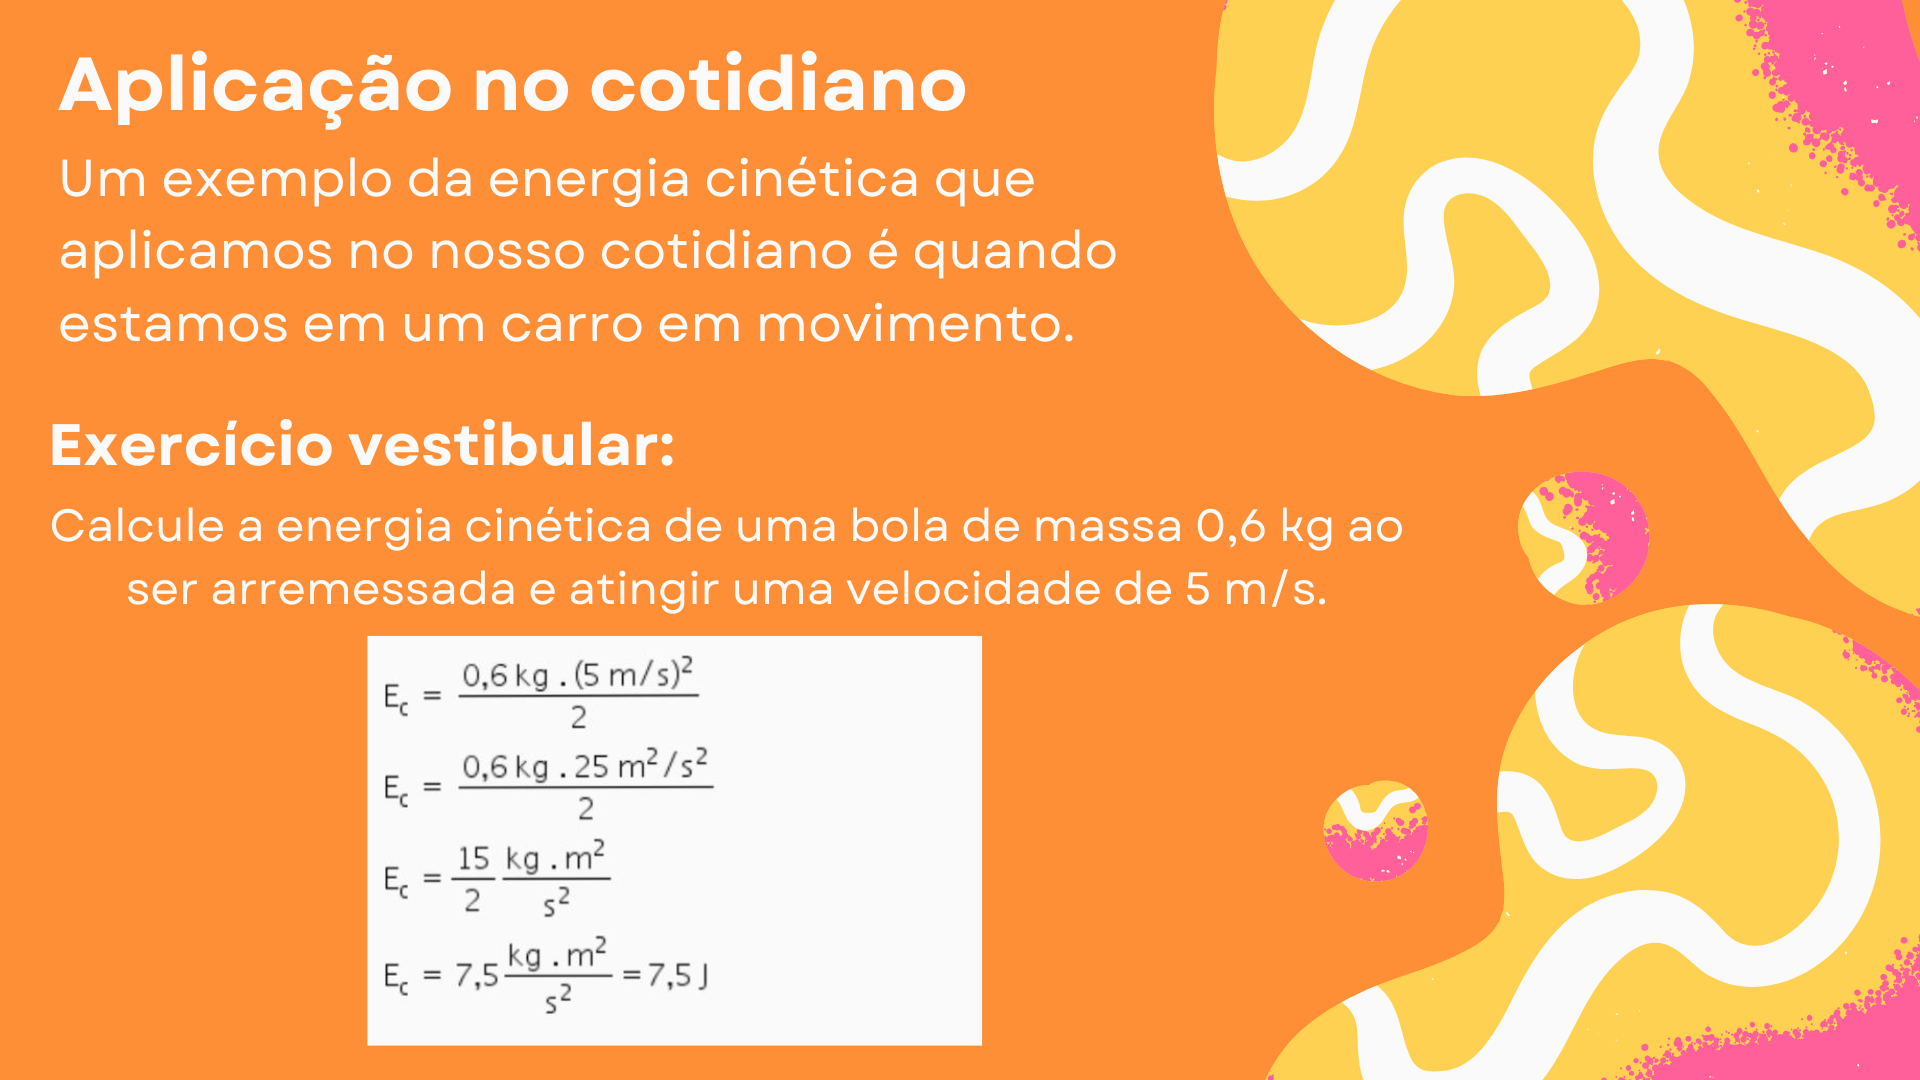 Aplicação no cotidiano
Um exemplo da energia cinética que
aplicamos no nosso cotidiano é quando
estamos em um carro em movimento.
Exercício vestibular:
Calcule a energia cinética de uma bola de massa 0,6 kg ao
ser arremessada e atingir uma velocidade de 5 m/s.
E_c = \frac{0,6 kg . (5 m/s)^2}{2}
E_c = \frac{0,6 kg . 25 m^2/s^2}{2}
E_c = \frac{15}{2} \frac{kg . m^2}{s^2}
E_c = 7,5 \frac{kg . m^2}{s^2} = 7,5 J